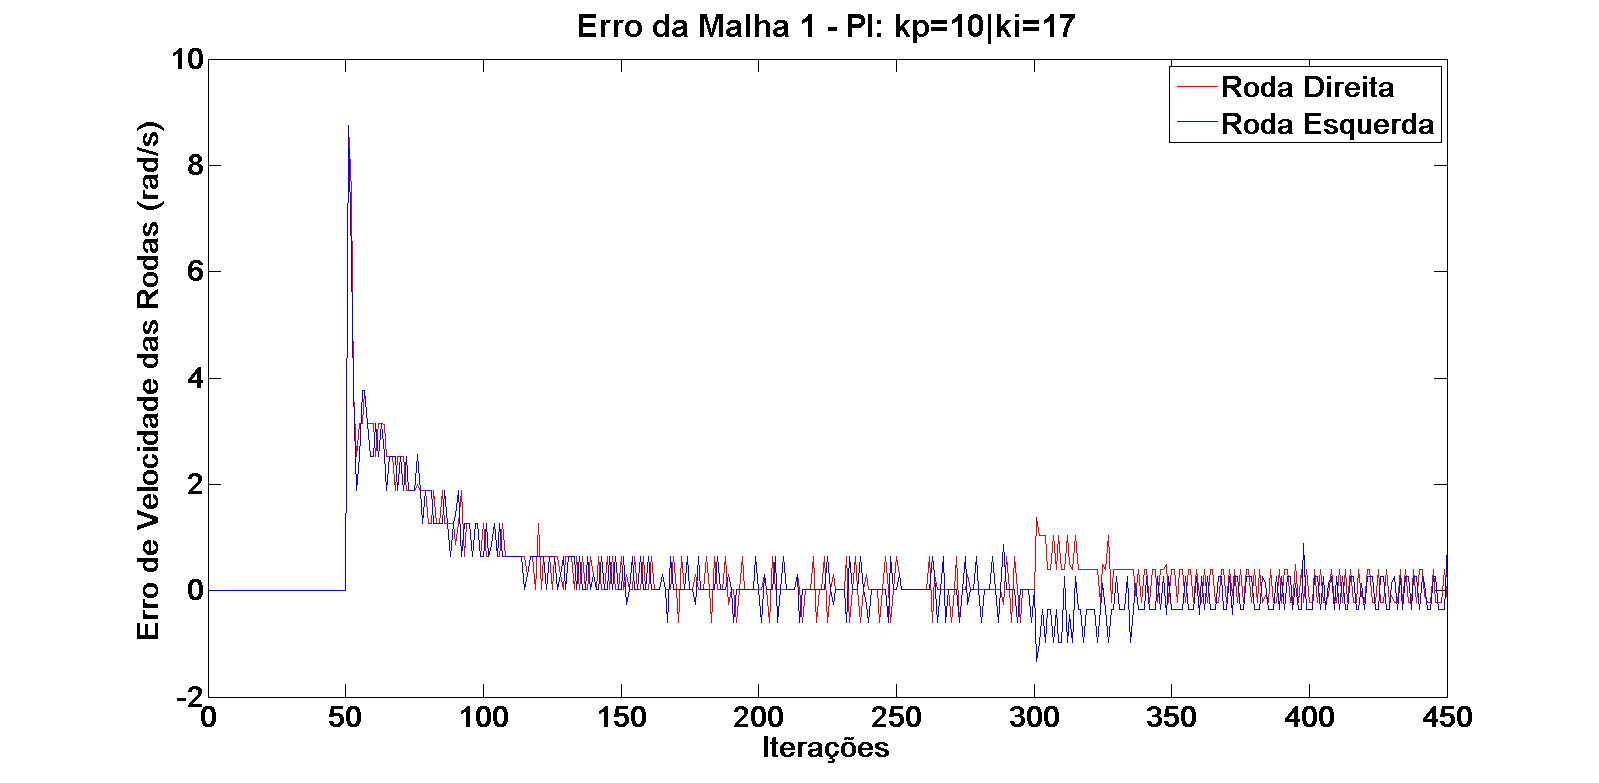 Erro da Malha 1 - PI: kp=10|ki=17
Roda Direita
Roda Esquerda
Erro de Velocidade das Rodas (rad/s)
10
8
6
4
2
0
-2
0 50 100 150 200 250 300 350 400 450
Iterações